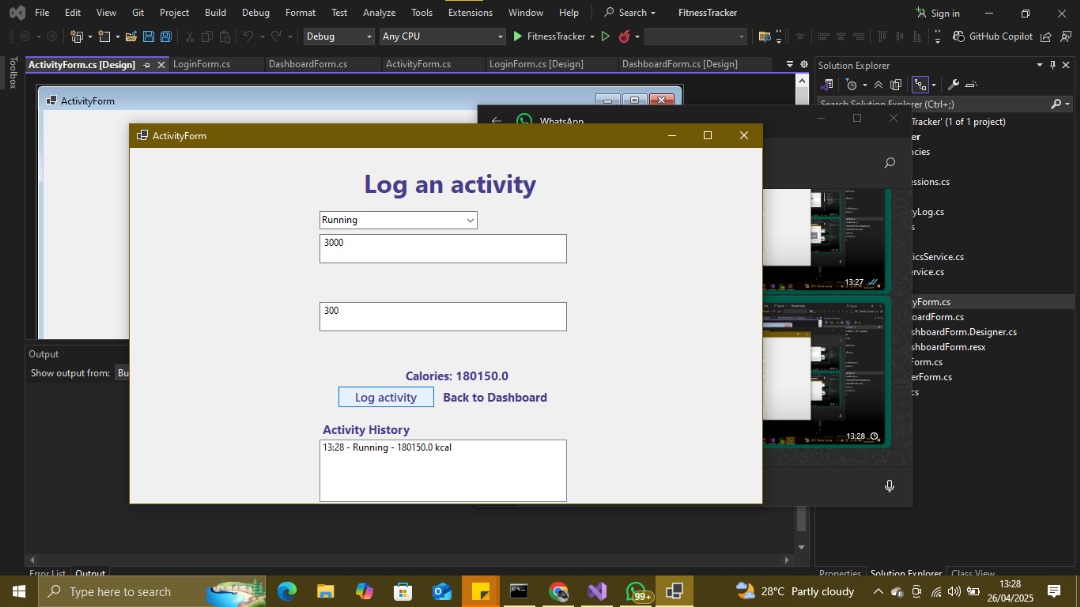 File Edit View Git Project Build Debug Format Test Analyze Tools Extensions Window Help Search FitnessTracker Sign in
Debug Any CPU FitnessTracker GitHub Copilot
Toolbox
ActivityForm.cs [Design] LoginForm.cs DashboardForm.cs ActivityForm.cs LoginForm.cs [Design] DashboardForm.cs [Design]
Solution Explorer
Search Solution Explorer (Ctrl+;)
ActivityForm
WhatsApp
Tracker' (1 of 1 project)
er
cies
ssions.cs
yLog.cs
s
icsService.cs
rvice.cs
yForm.cs
oardForm.cs
shboardForm.Designer.cs
shboardForm.resx
Form.cs
erForm.cs
cs
ActivityForm
Log an activity
Running
3000
300
Calories: 180150.0
Log activity Back to Dashboard
Activity History
13:28 - Running - 180150.0 kcal
13:27
13:28
Output
Show output from: Bu
Error List Output
Properties Solution Explorer Class View
Type here to search
99+
28°C Partly cloudy
13:28
26/04/2025